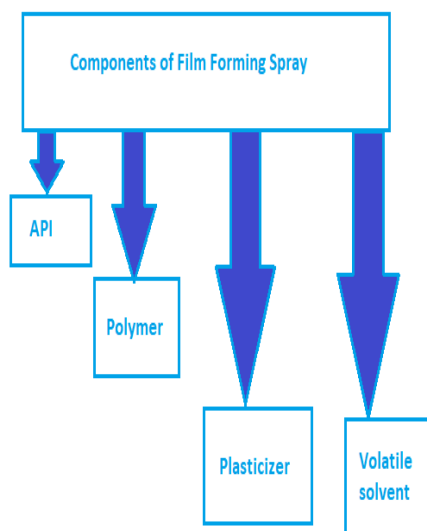 Components of Film Forming Spray
API
Polymer
Plasticizer
Volatile
solvent